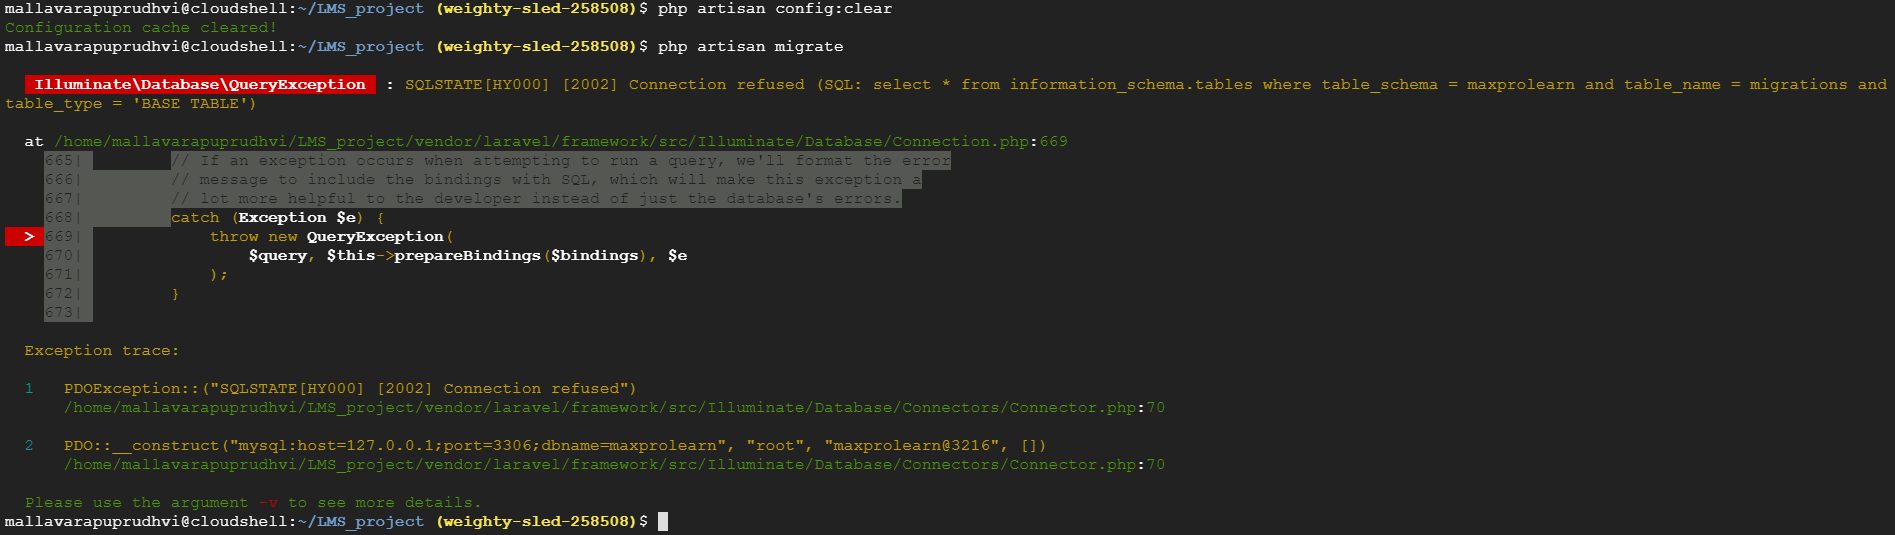 mallavarapuprudhvi@cloudshell:~/LMS_project (weighty-sled-258508)$ php artisan config:clear
Configuration cache cleared!
mallavarapuprudhvi@cloudshell:~/LMS_project (weighty-sled-258508)$ php artisan migrate
Illuminate\Database\QueryException : SQLSTATE[HY000] [2002] Connection refused (SQL: select * from information_schema.tables where table_schema = maxprolearn and table_name = migrations and
table_type = 'BASE TABLE')
at /home/mallavarapuprudhvi/LMS_project/vendor/laravel/framework/src/Illuminate/Database/Connection.php:669
665| // If an exception occurs when attempting to run a query, we'll format the error
666| // message to include the bindings with SQL, which will make this exception a
667| // lot more helpful to the developer instead of just the database's errors.
668| catch (Exception $e) {
> 669| throw new QueryException(
670| $query, $this->prepareBindings($bindings), $e
671| );
672| }
673|
Exception trace:
1 PDOException::("SQLSTATE[HY000] [2002] Connection refused")
/home/mallavarapuprudhvi/LMS_project/vendor/laravel/framework/src/Illuminate/Database/Connectors/Connector.php:70
2 PDO::__construct("mysql:host=127.0.0.1;port=3306;dbname=maxprolearn", "root", "maxprolearn@3216", [])
/home/mallavarapuprudhvi/LMS_project/vendor/laravel/framework/src/Illuminate/Database/Connectors/Connector.php:70
Please use the argument -v to see more details.
mallavarapuprudhvi@cloudshell:~/LMS_project (weighty-sled-258508)$